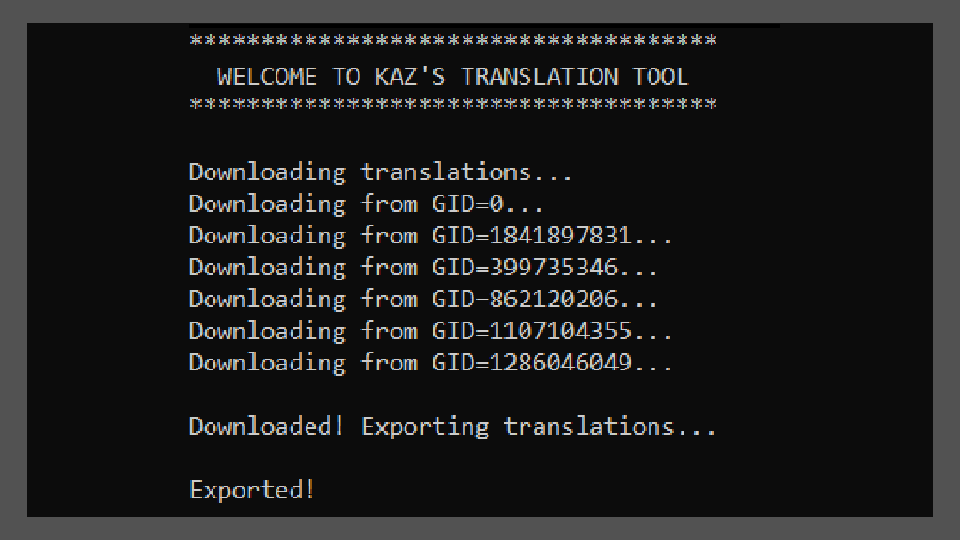 *************************************
WELCOME TO KAZ'S TRANSLATION TOOL
*************************************
Downloading translations...
Downloading from GID=0...
Downloading from GID=1841897831...
Downloading from GID=399735346...
Downloading from GID=862120206...
Downloading from GID=1107104355...
Downloading from GID=1286046049...
Downloaded! Exporting translations...
Exported!